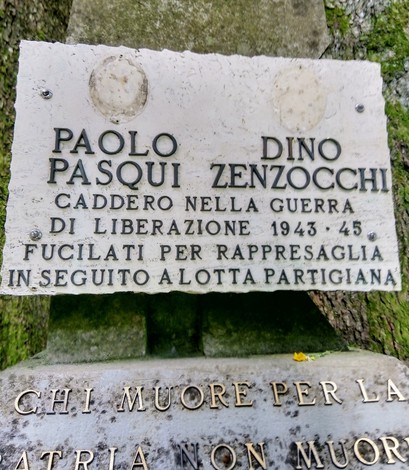 PAOLO DINO
PASQUI ZENZOCCHI
CADDERO NELLA GUERRA
DI LIBERAZIONE 1943 · 45
FUCILATI PER RAPPRESAGLIA
IN SEGUITO A LOTTA PARTIGIANA
CHI MUORE PER LA
PATRIA NON MUORE